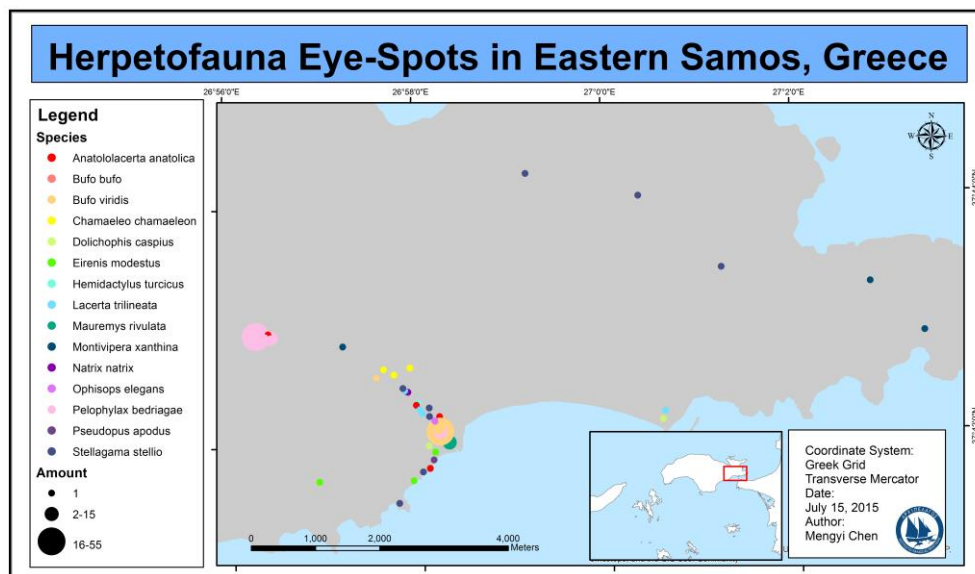 Herpetofauna Eye-Spots in Eastern Samos, Greece
26°56'0"E
26°58'0"E
27°0'0"E
27°2'0"E
Legend
Species
Anatololacerta anatolica
Bufo bufo
Bufo viridis
Chamaeleo chamaeleon
Dolichophis caspius
Eirenis modestus
Hemidactylus turcicus
Lacerta trilineata
Mauremys rivulata
Montivipera xanthina
Natrix natrix
Ophisops elegans
Pelophylax bedriagae
Pseudopus apodus
Stellagama stellio
Amount
1
2-15
16-55
N
W
E
S
0
1,000
2,000
4,000
Meters
Coordinate System:
Greek Grid
Transverse Mercator
Date:
July 15, 2015
Author:
Mengyi Chen